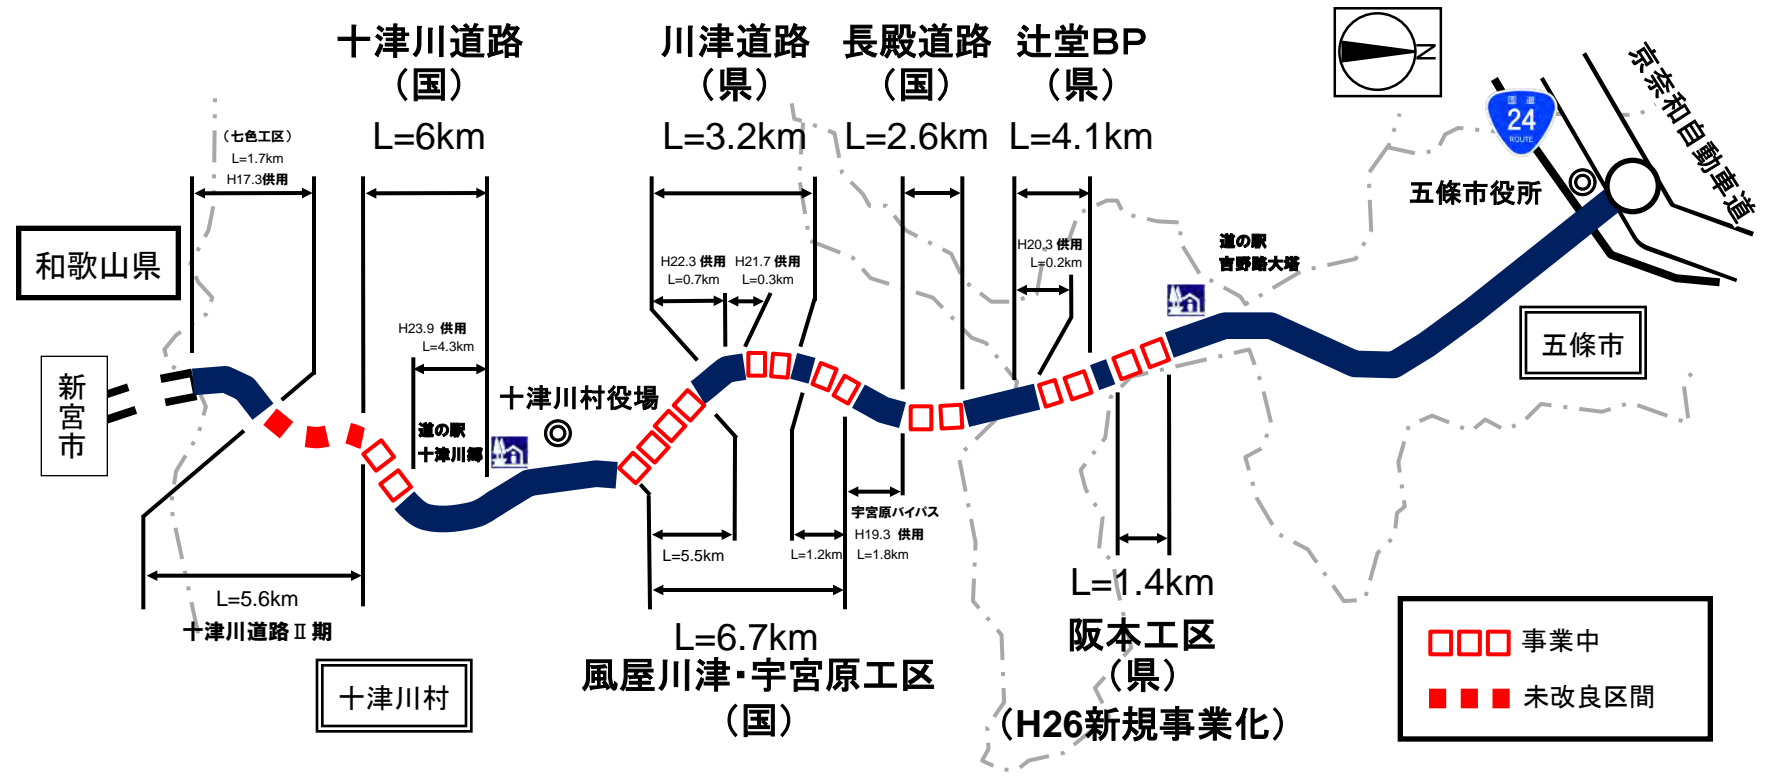 十津川道路
（国）
L=6km
川津道路
（県）
L=3.2km
長殿道路
（国）
L=2.6km
辻堂BP
（県）
L=4.1km
N
京奈和自動車道
国道
24
ROUTE
五條市役所
（七色工区）
L=1.7km
H17.3供用
和歌山県
新宮市
H23.9 供用
L=4.3km
道の駅
十津川郷
十津川村役場
H22.3 供用
L=0.7km
H21.7 供用
L=0.3km
H20.3 供用
L=0.2km
道の駅
吉野路大塔
五條市
L=5.6km
十津川道路Ⅱ期
十津川村
L=5.5km
L=1.2km
宇宮原バイパス
H19.3 供用
L=1.8km
L=6.7km
風屋川津・宇宮原工区
（国）
L=1.4km
阪本工区
（県）
（H26新規事業化）
事業中
未改良区間